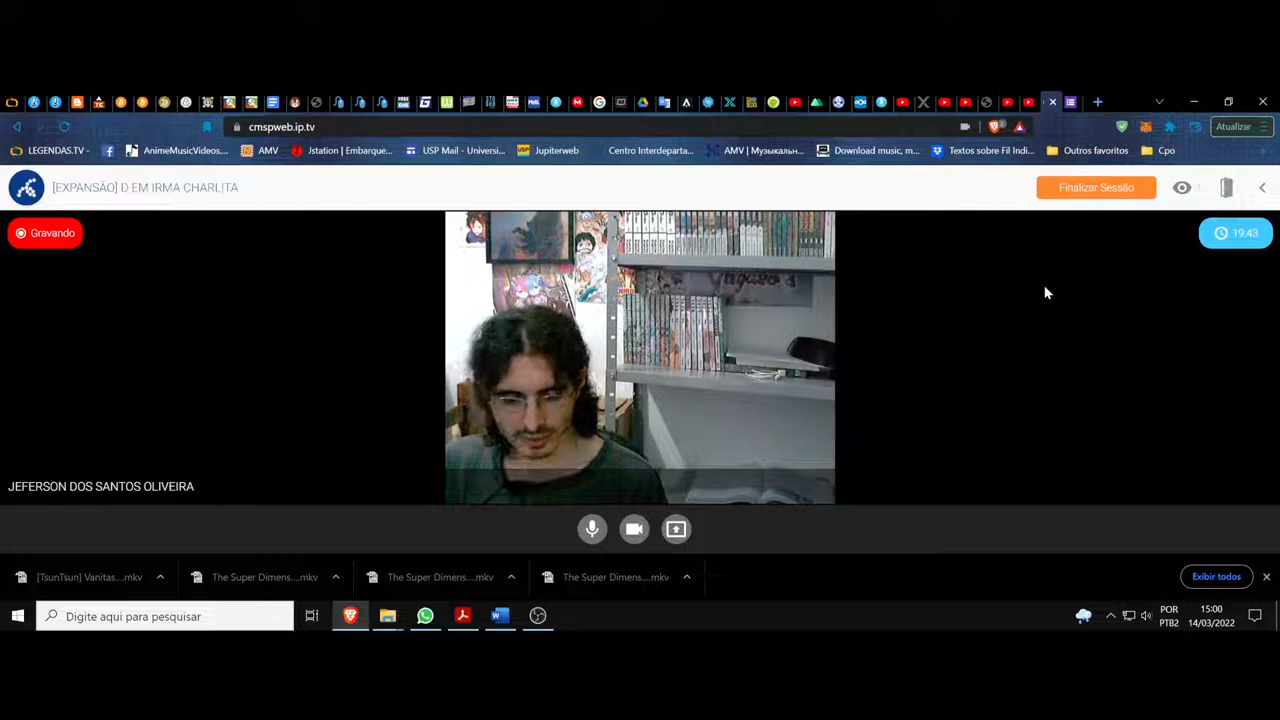 cmspweb.ip.tv
Atualizar
LEGENDAS.TV - AnimeMusicVideos... AMV Jstation | Embarque... USP Mail - Universi... Jupiterweb Centro Interdeparta... AMV | Музыкальн... Download music, m... Textos sobre Fil Indi... Outros favoritos Cpo
[EXPANSÃO] D EM IRMA CHARLITA
Finalizar Sessão
Gravando
19:43
JEFERSON DOS SANTOS OLIVEIRA
[TsunTsun] Vanitas....mkv The Super Dimens....mkv The Super Dimens....mkv The Super Dimens....mkv Exibir todos
Digite aqui para pesquisar
POR 15:00
PTB2 14/03/2022